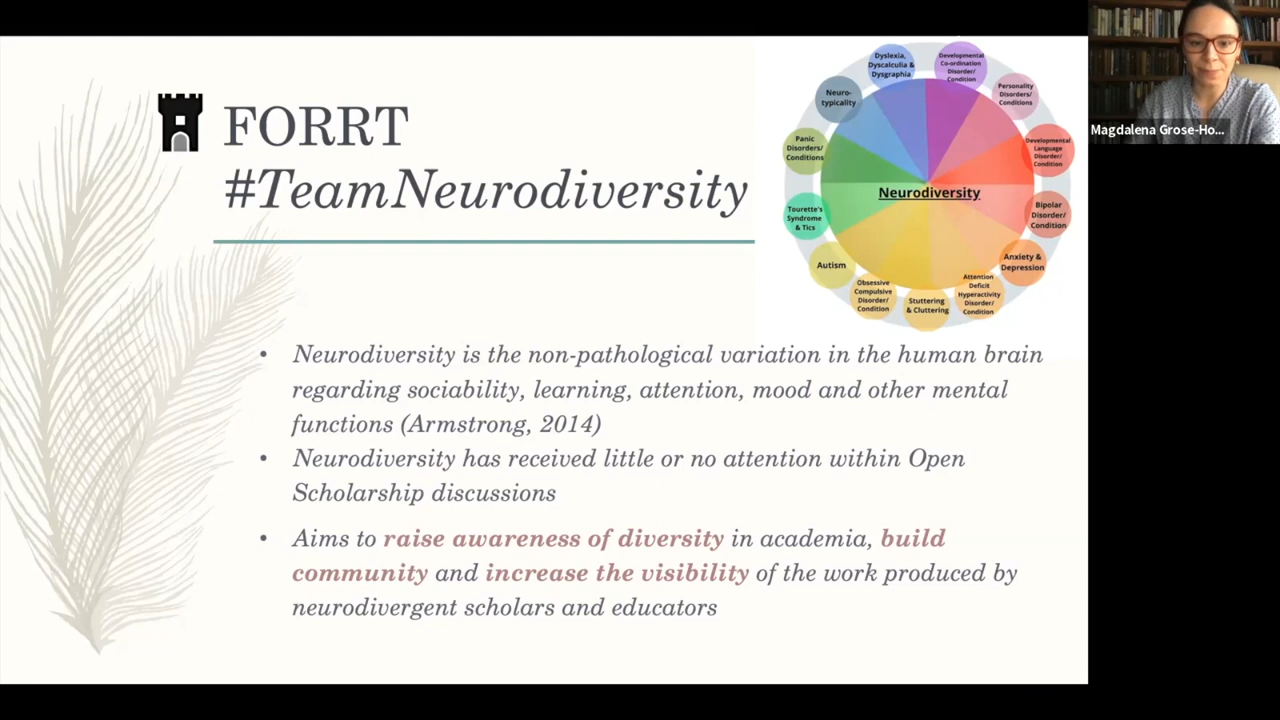 FORRT
#TeamNeurodiversity
Dyslexia,
Dyscalculia &
Dysgraphia
Developmental
Co-ordination
Disorder/
Condition
Neuro-
typicality
Personality
Disorders/
Conditions
Panic
Disorders/
Conditions
Developmental
Language
Disorder/
Condition
Neurodiversity
Tourette's
Syndrome
& Tics
Bipolar
Disorder/
Condition
Autism
Anxiety &
Depression
Obsessive
Compulsive
Disorder/
Condition
Stuttering
& Cluttering
Attention
Deficit
Hyperactivity
Disorder/
Condition
Magdalena Grose-Ho...
• Neurodiversity is the non-pathological variation in the human brain
regarding sociability, learning, attention, mood and other mental
functions (Armstrong, 2014)
• Neurodiversity has received little or no attention within Open
Scholarship discussions
• Aims to raise awareness of diversity in academia, build
community and increase the visibility of the work produced by
neurodivergent scholars and educators